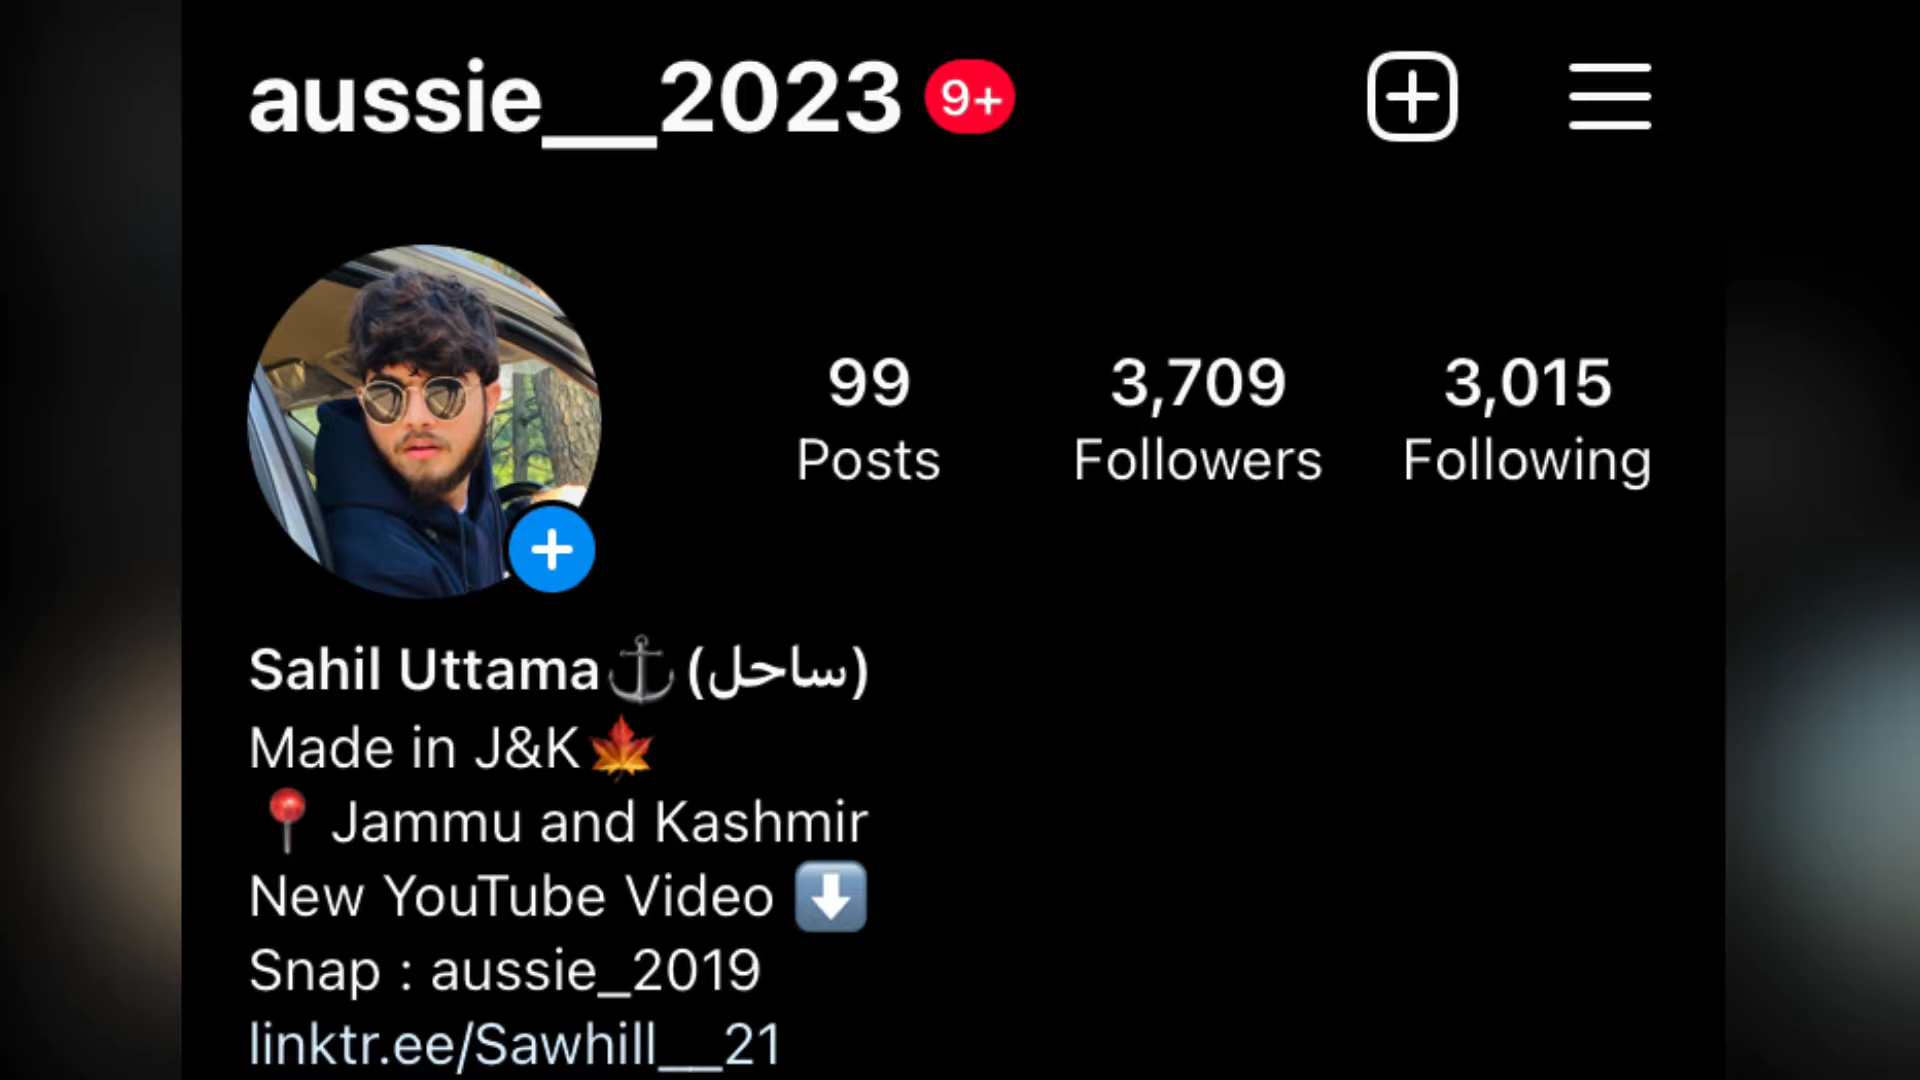 aussie__2023 9+
99 Posts
3,709 Followers
3,015 Following
Sahil Uttama⚓(ساحل)
Made in J&K🍁
📍 Jammu and Kashmir
New YouTube Video ⬇️
Snap : aussie_2019
linktr.ee/Sawhill__21